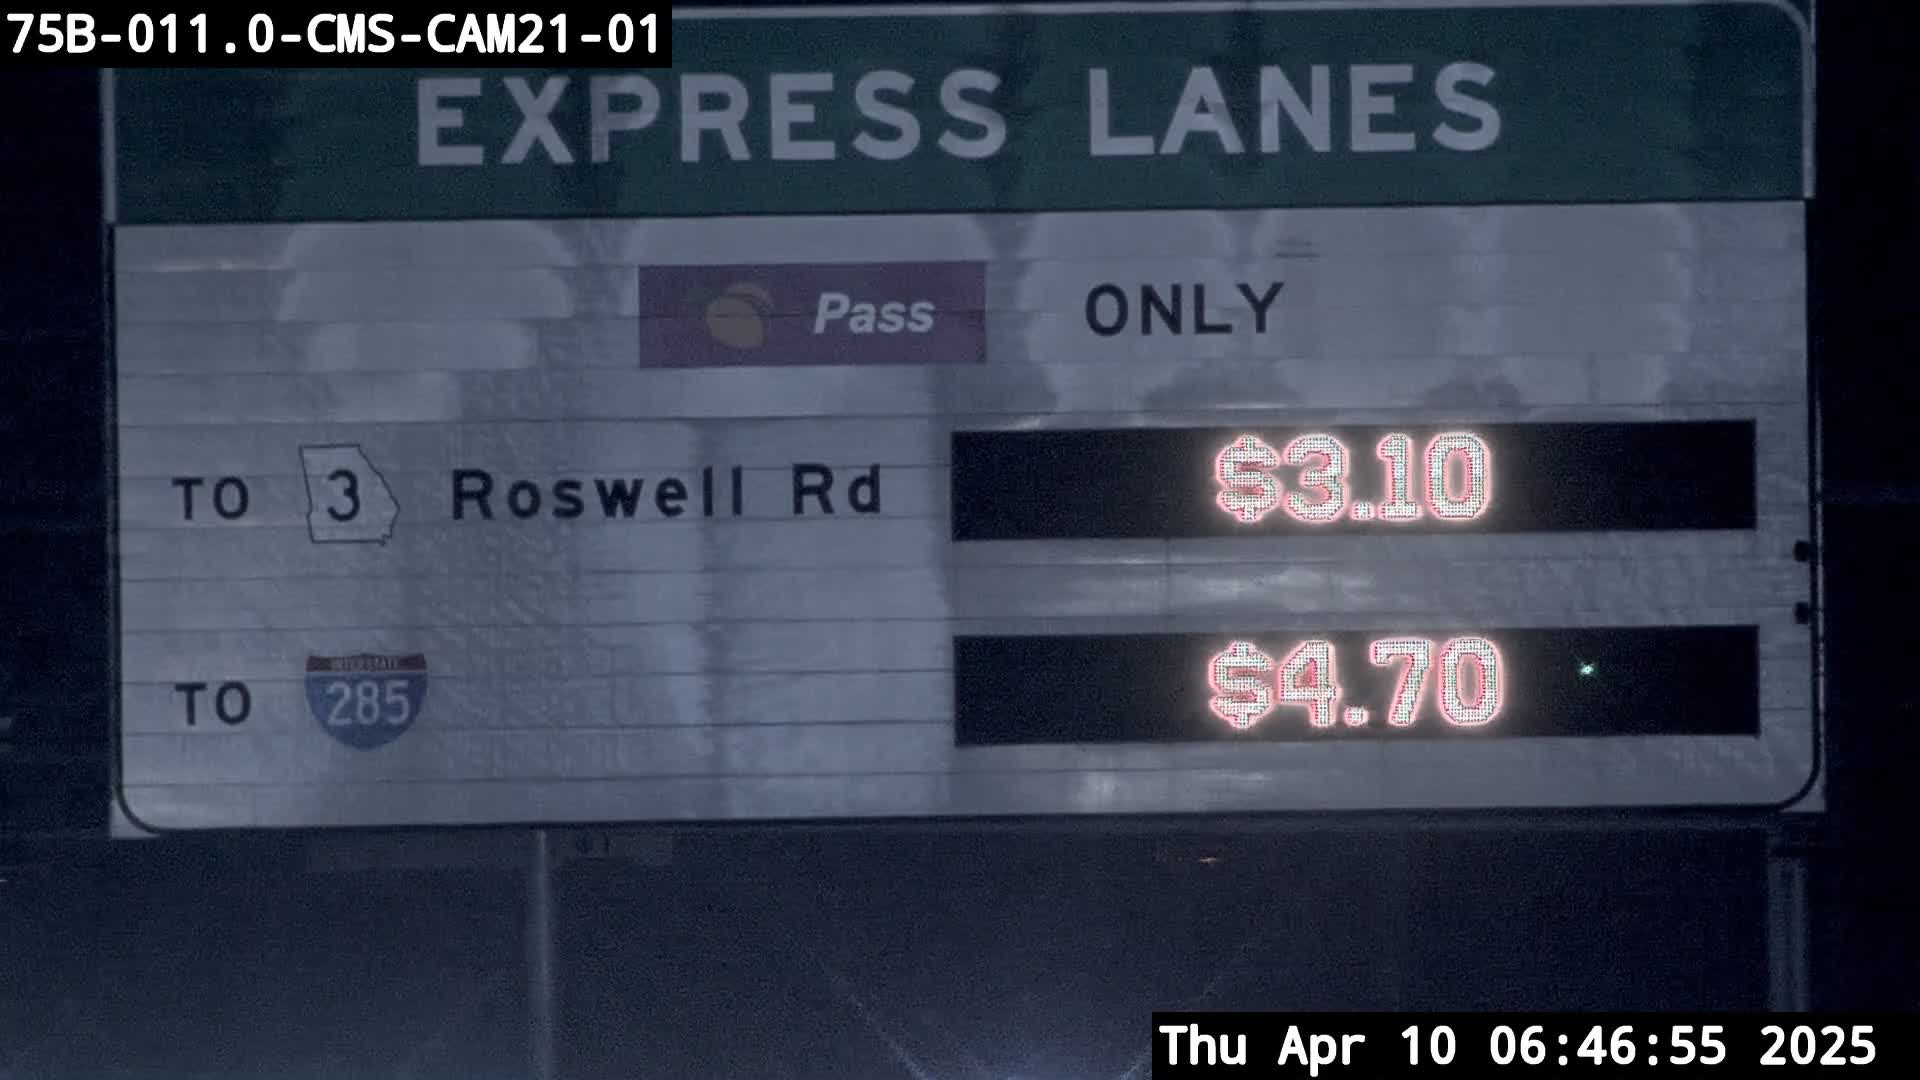 75B-011.0-CMS-CAM21-01
EXPRESS LANES
Pass ONLY
TO 3 Roswell Rd $3.10
INTERSTATE
TO 285 $4.70
Thu Apr 10 06:46:55 2025